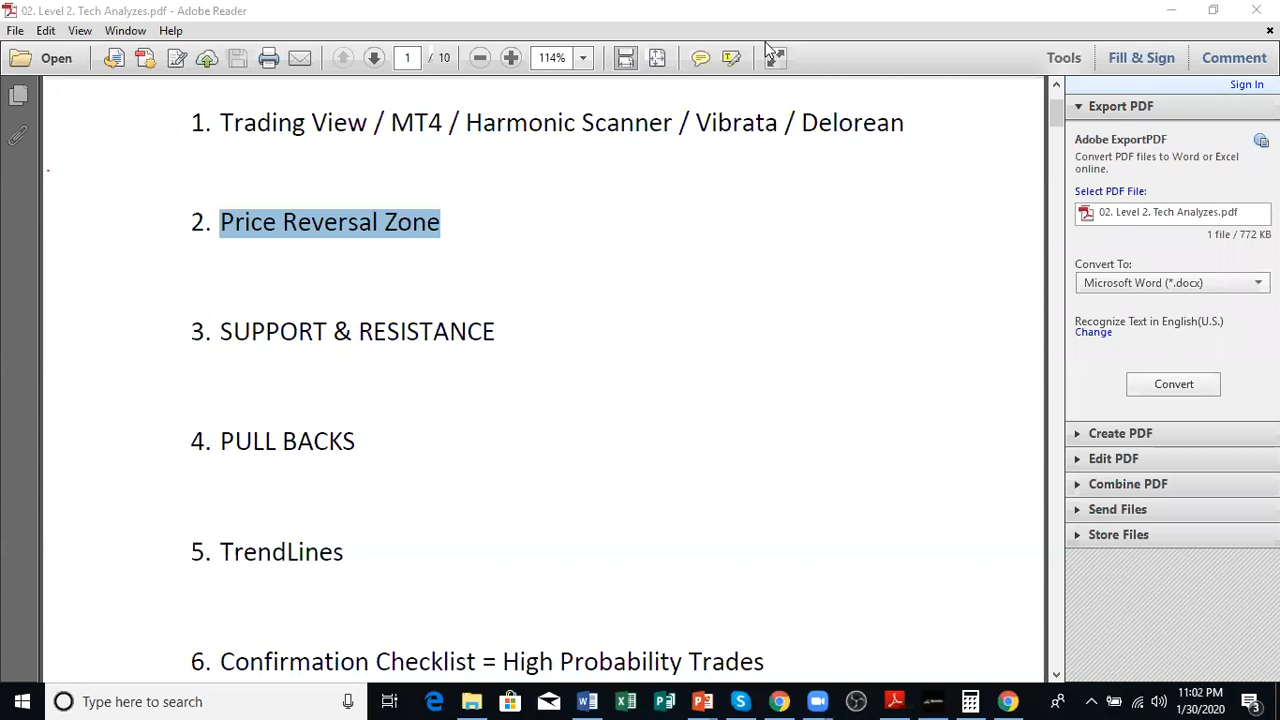 02. Level 2. Tech Analyzes.pdf - Adobe Reader
File Edit View Window Help
Open 1 / 10 114% Tools Fill & Sign Comment
Sign In
Export PDF
Adobe ExportPDF
Convert PDF files to Word or Excel
online.
Select PDF File:
02. Level 2. Tech Analyzes.pdf
1 file / 772 KB
Convert To:
Microsoft Word (*.docx)
Recognize Text in English(U.S.)
Change
Convert
Create PDF
Edit PDF
Combine PDF
Send Files
Store Files
1. Trading View / MT4 / Harmonic Scanner / Vibrata / Delorean
2. Price Reversal Zone
3. SUPPORT & RESISTANCE
4. PULL BACKS
5. TrendLines
6. Confirmation Checklist = High Probability Trades
Type here to search
11:02 PM
1/30/2020
3